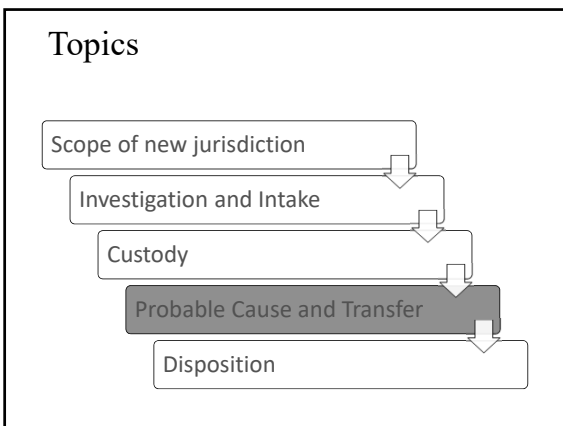 Topics
Scope of new jurisdiction
Investigation and Intake
Custody
Probable Cause and Transfer
Disposition